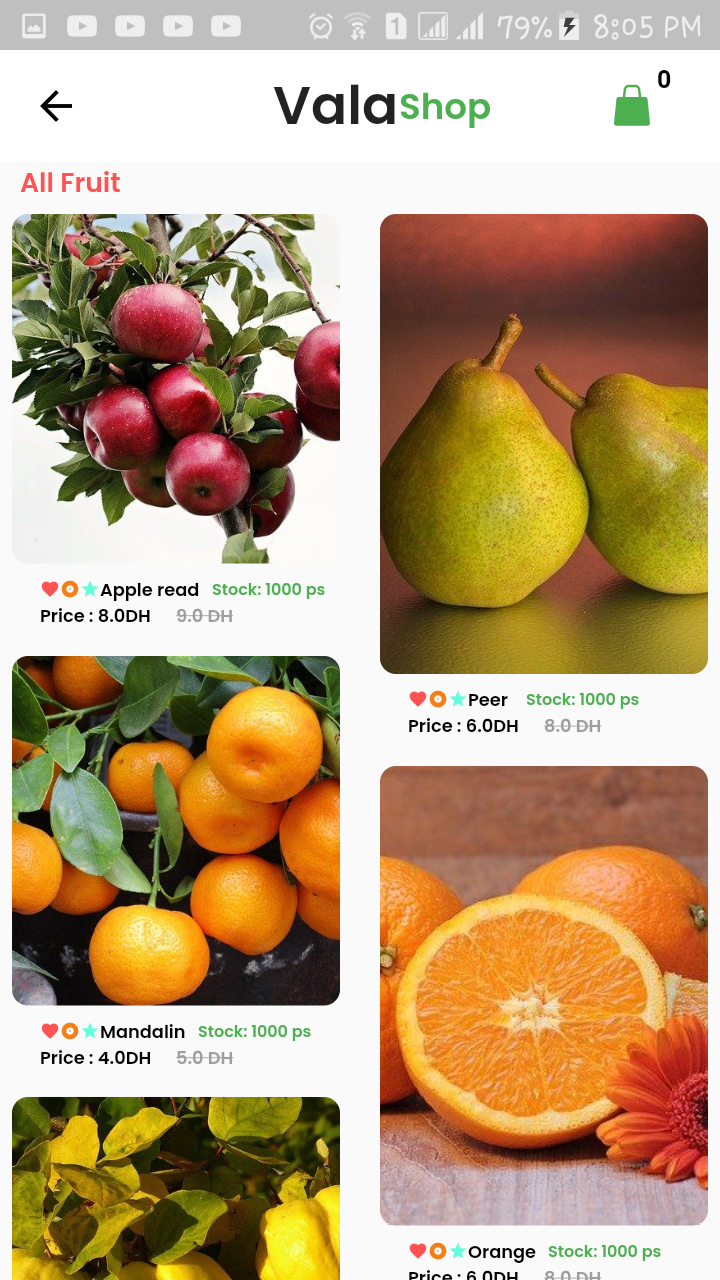 79% 8:05 PM
ValaShop
0
All Fruit
Apple read Stock: 1000 ps
Price : 8.0DH 9.0 DH
Peer Stock: 1000 ps
Price : 6.0DH 8.0 DH
Mandalin Stock: 1000 ps
Price : 4.0DH 5.0 DH
Orange Stock: 1000 ps
Price : 6.0DH 8.0 DH